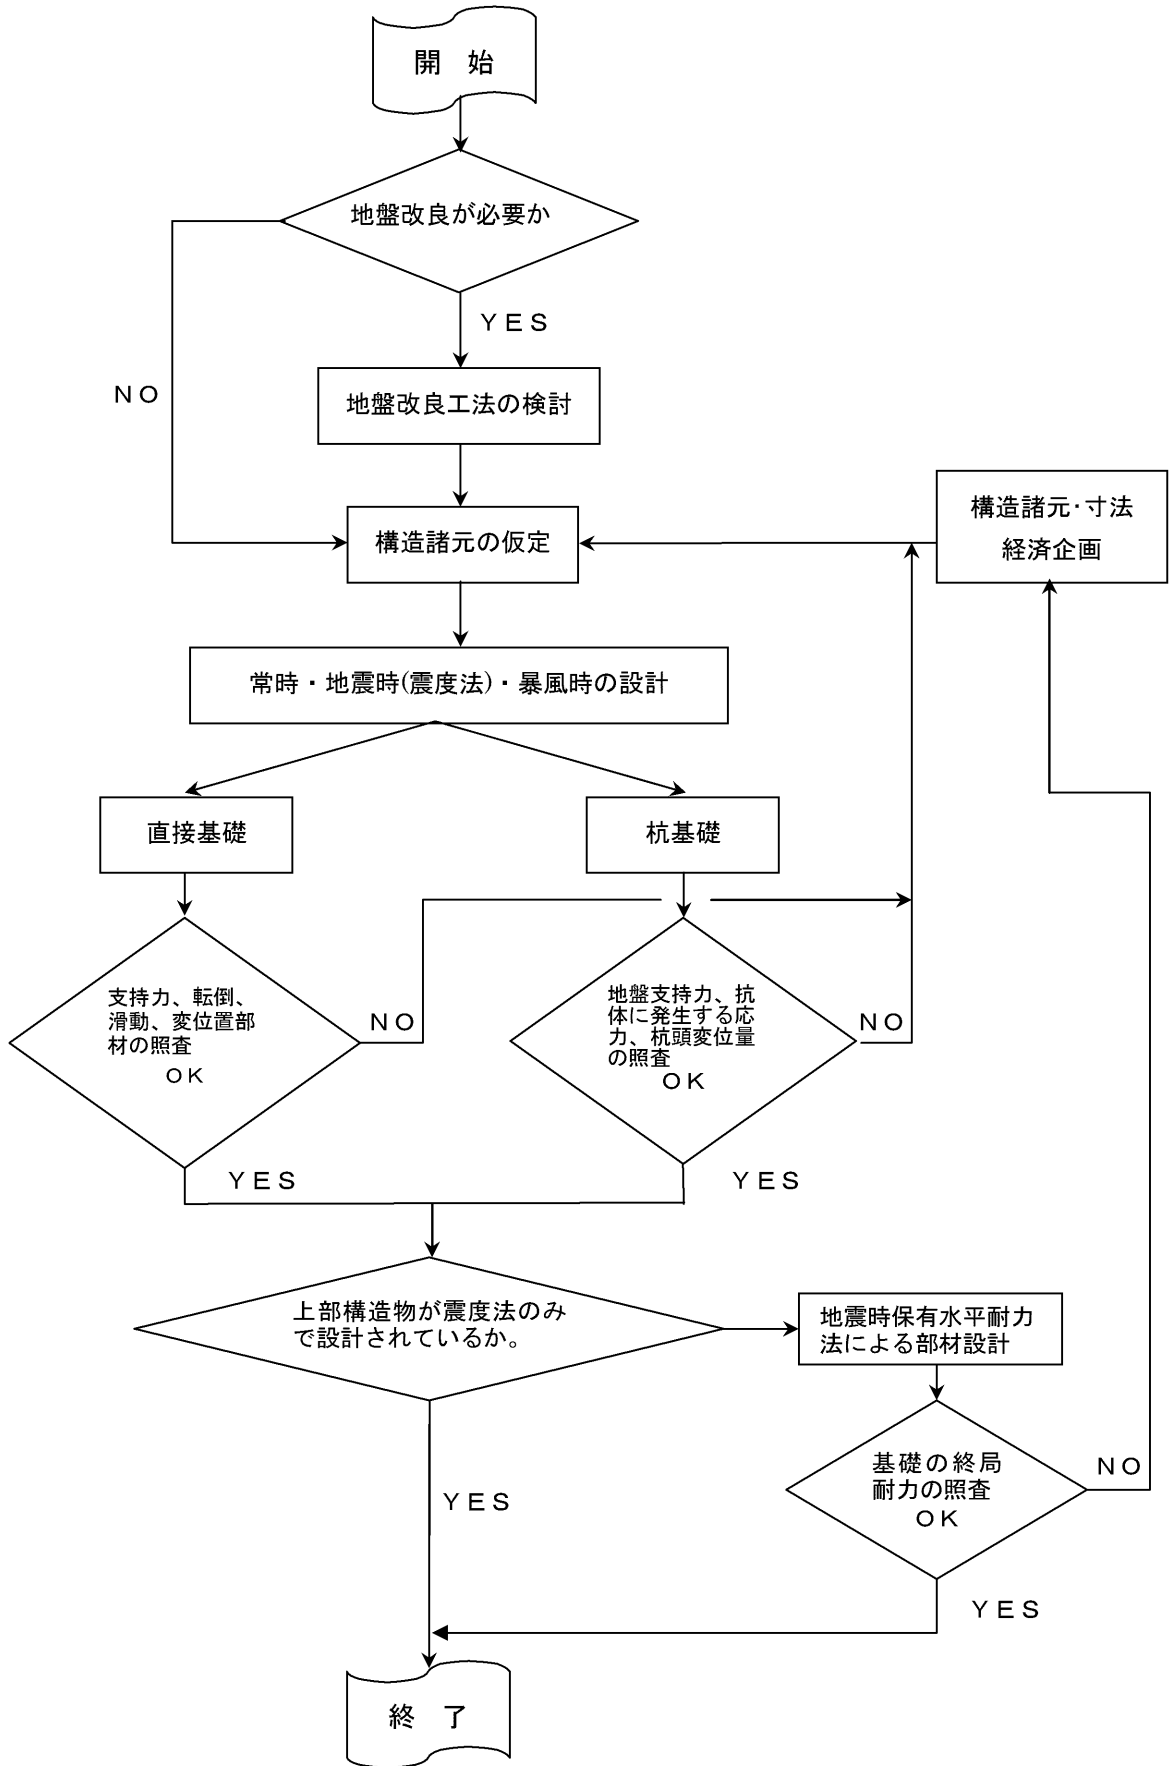 開　始
地盤改良が必要か
ＹＥＳ
ＮＯ
地盤改良工法の検討
構造諸元の仮定
構造諸元・寸法
経済企画
常時・地震時(震度法)・暴風時の設計
直接基礎
杭基礎
支持力、転倒、
滑動、変位置部
材の照査
ＯＫ
ＮＯ
地盤支持力、抗
体に発生する応
力、杭頭変位量
の照査
ＯＫ
ＮＯ
ＹＥＳ
ＹＥＳ
上部構造物が震度法のみ
で設計されているか。
地震時保有水平耐力
法による部材設計
基礎の終局
耐力の照査
ＯＫ
ＮＯ
ＹＥＳ
ＹＥＳ
終　了